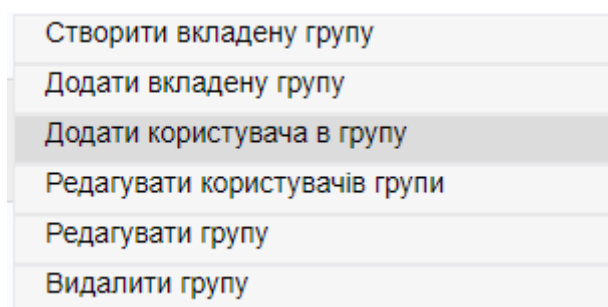 Створити вкладену групу
Додати вкладену групу
Додати користувача в групу
Редагувати користувачів групи
Редагувати групу
Видалити групу